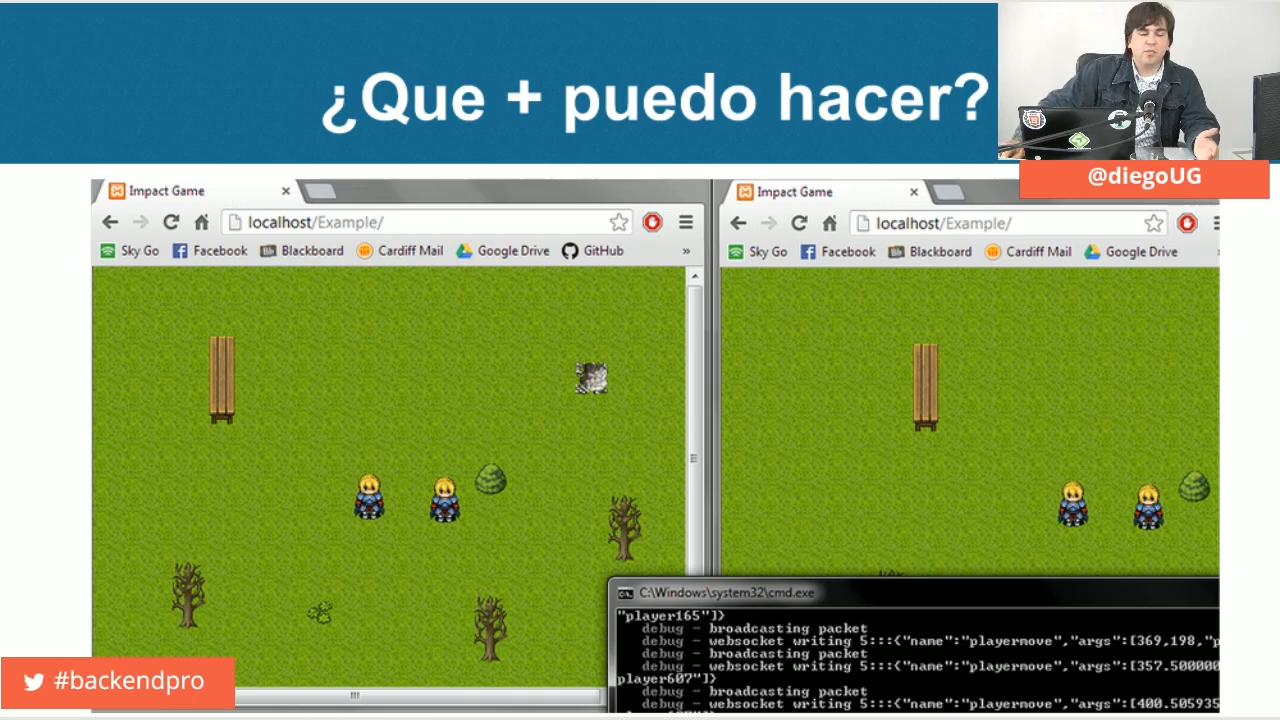 ¿Que + puedo hacer?
@diegoUG
Impact Game
localhost/Example/
Sky Go Facebook Blackboard Cardiff Mail Google Drive GitHub »
Impact Game
localhost/Example/
Sky Go Facebook Blackboard Cardiff Mail Google Drive
C:\Windows\system32\cmd.exe
"player165"]}
debug - broadcasting packet
debug - websocket writing 5:::{"name":"playermove","args":[369,198,"p
debug - broadcasting packet
debug - websocket writing 5:::{"name":"playermove","args":[357.500000
player607"]}
debug - broadcasting packet
debug - websocket writing 5:::{"name":"playermove","args":[400.505935
#backendpro